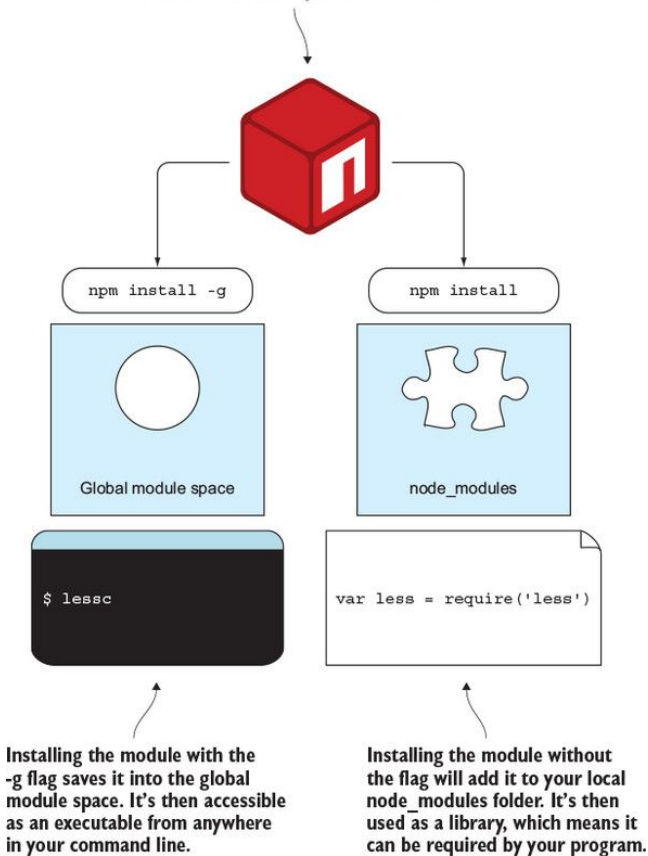 npm install -g
npm install
Global module space
node_modules
$ lessc
var less = require('less')
Installing the module with the
-g flag saves it into the global
module space. It's then accessible
as an executable from anywhere
in your command line.
Installing the module without
the flag will add it to your local
node_modules folder. It's then
used as a library, which means it
can be required by your program.